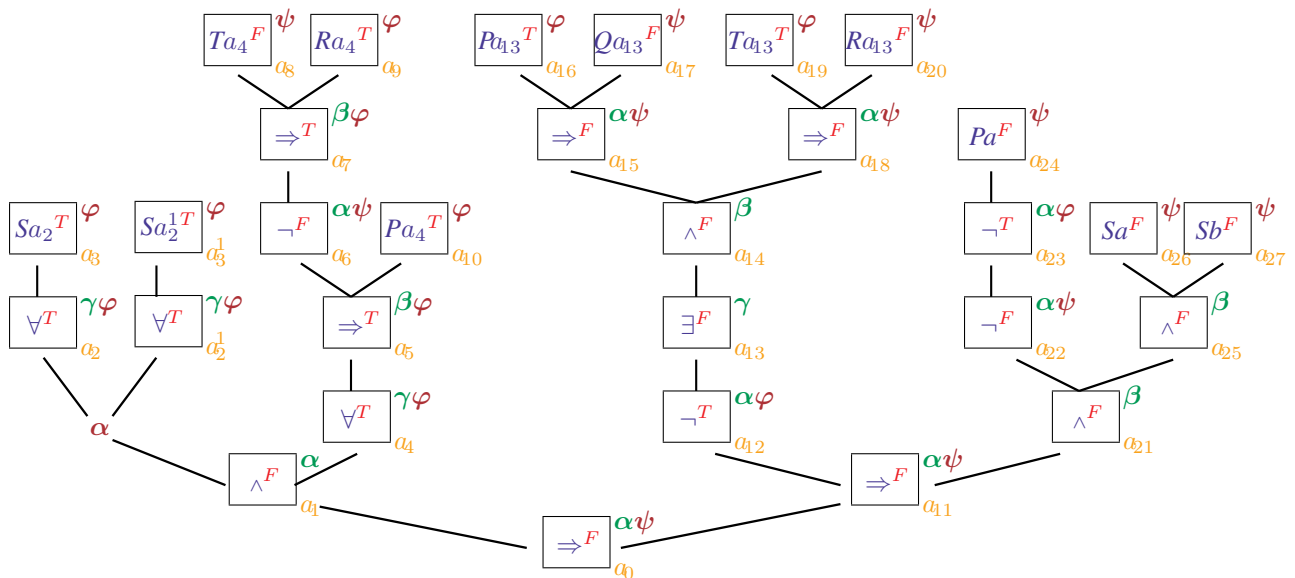 Ta₄ᶠ ψ Ra₄ᵀ φ Pa₁₃ᵀ φ Qa₁₃ᶠ ψ Ta₁₃ᵀ φ Ra₁₃ᶠ ψ
a₈ a₉ a₁₆ a₁₇ a₁₉ a₂₀
⇒ᵀ βφ ⇒ᶠ αψ ⇒ᶠ αψ Paᶠ ψ
a₇ a₁₅ a₁₈ a₂₄
Sa₂ᵀ φ Sa₂¹ᵀ φ ¬ᶠ αψ Pa₄ᵀ φ ∧ᶠ β ¬ᵀ αφ Saᶠ ψ Sbᶠ ψ
a₃ a₃¹ a₆ a₁₀ a₁₄ a₂₃ a₂₆ a₂₇
∀ᵀ γφ ∀ᵀ γφ ⇒ᵀ βφ ∃ᶠ γ ¬ᶠ αψ ∧ᶠ β
a₂ a₂¹ a₅ a₁₃ a₂₂ a₂₅
α ∀ᵀ γφ ¬ᵀ αφ ∧ᶠ β
a₄ a₁₂ a₂₁
∧ᶠ α ⇒ᶠ αψ
a₁ a₁₁
⇒ᶠ αψ
a₀